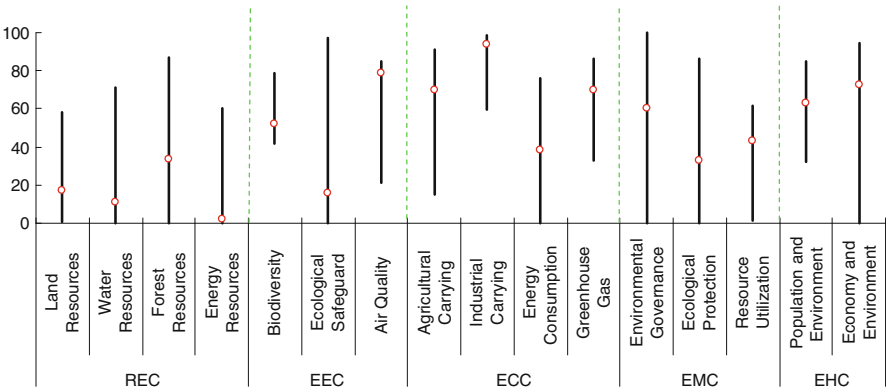 100
80
60
40
20
0
Land
Resources
Water
Resources
Forest
Resources
Energy
Resources
Biodiversity
Ecological
Safeguard
Air Quality
Agricultural
Carrying
Industrial
Carrying
Energy
Consumption
Greenhouse
Gas
Environmental
Governance
Ecological
Protection
Resource
Utilization
Population and
Environment
Economy and
Environment
REC
EEC
ECC
EMC
EHC